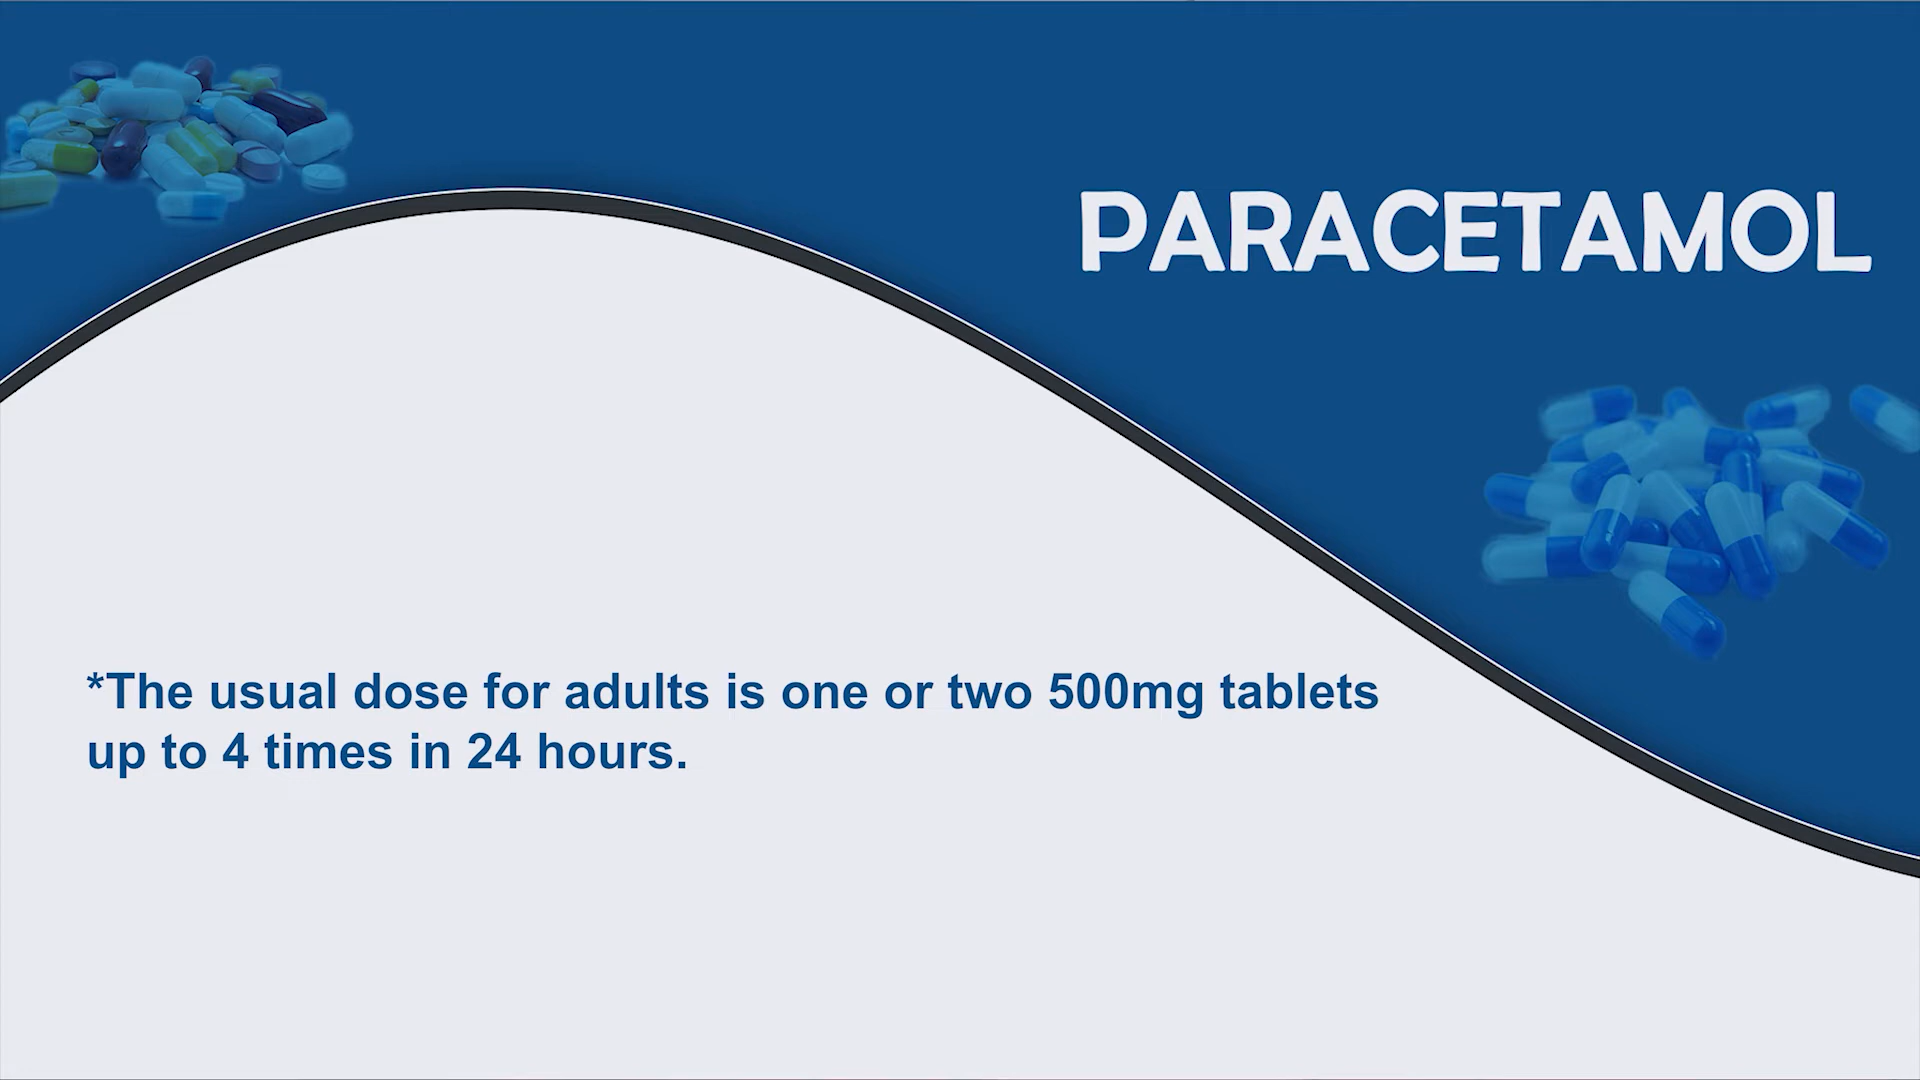 PARACETAMOL
*The usual dose for adults is one or two 500mg tablets
up to 4 times in 24 hours.